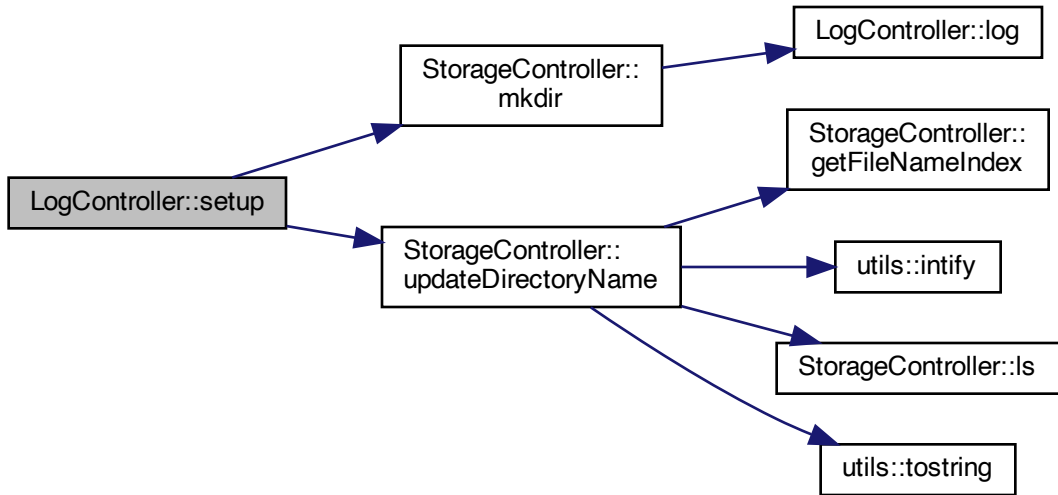 LogController::setup
StorageController::
mkdir
LogController::log
StorageController::
updateDirectoryName
StorageController::
getFileNameIndex
utils::intify
StorageController::ls
utils::tostring